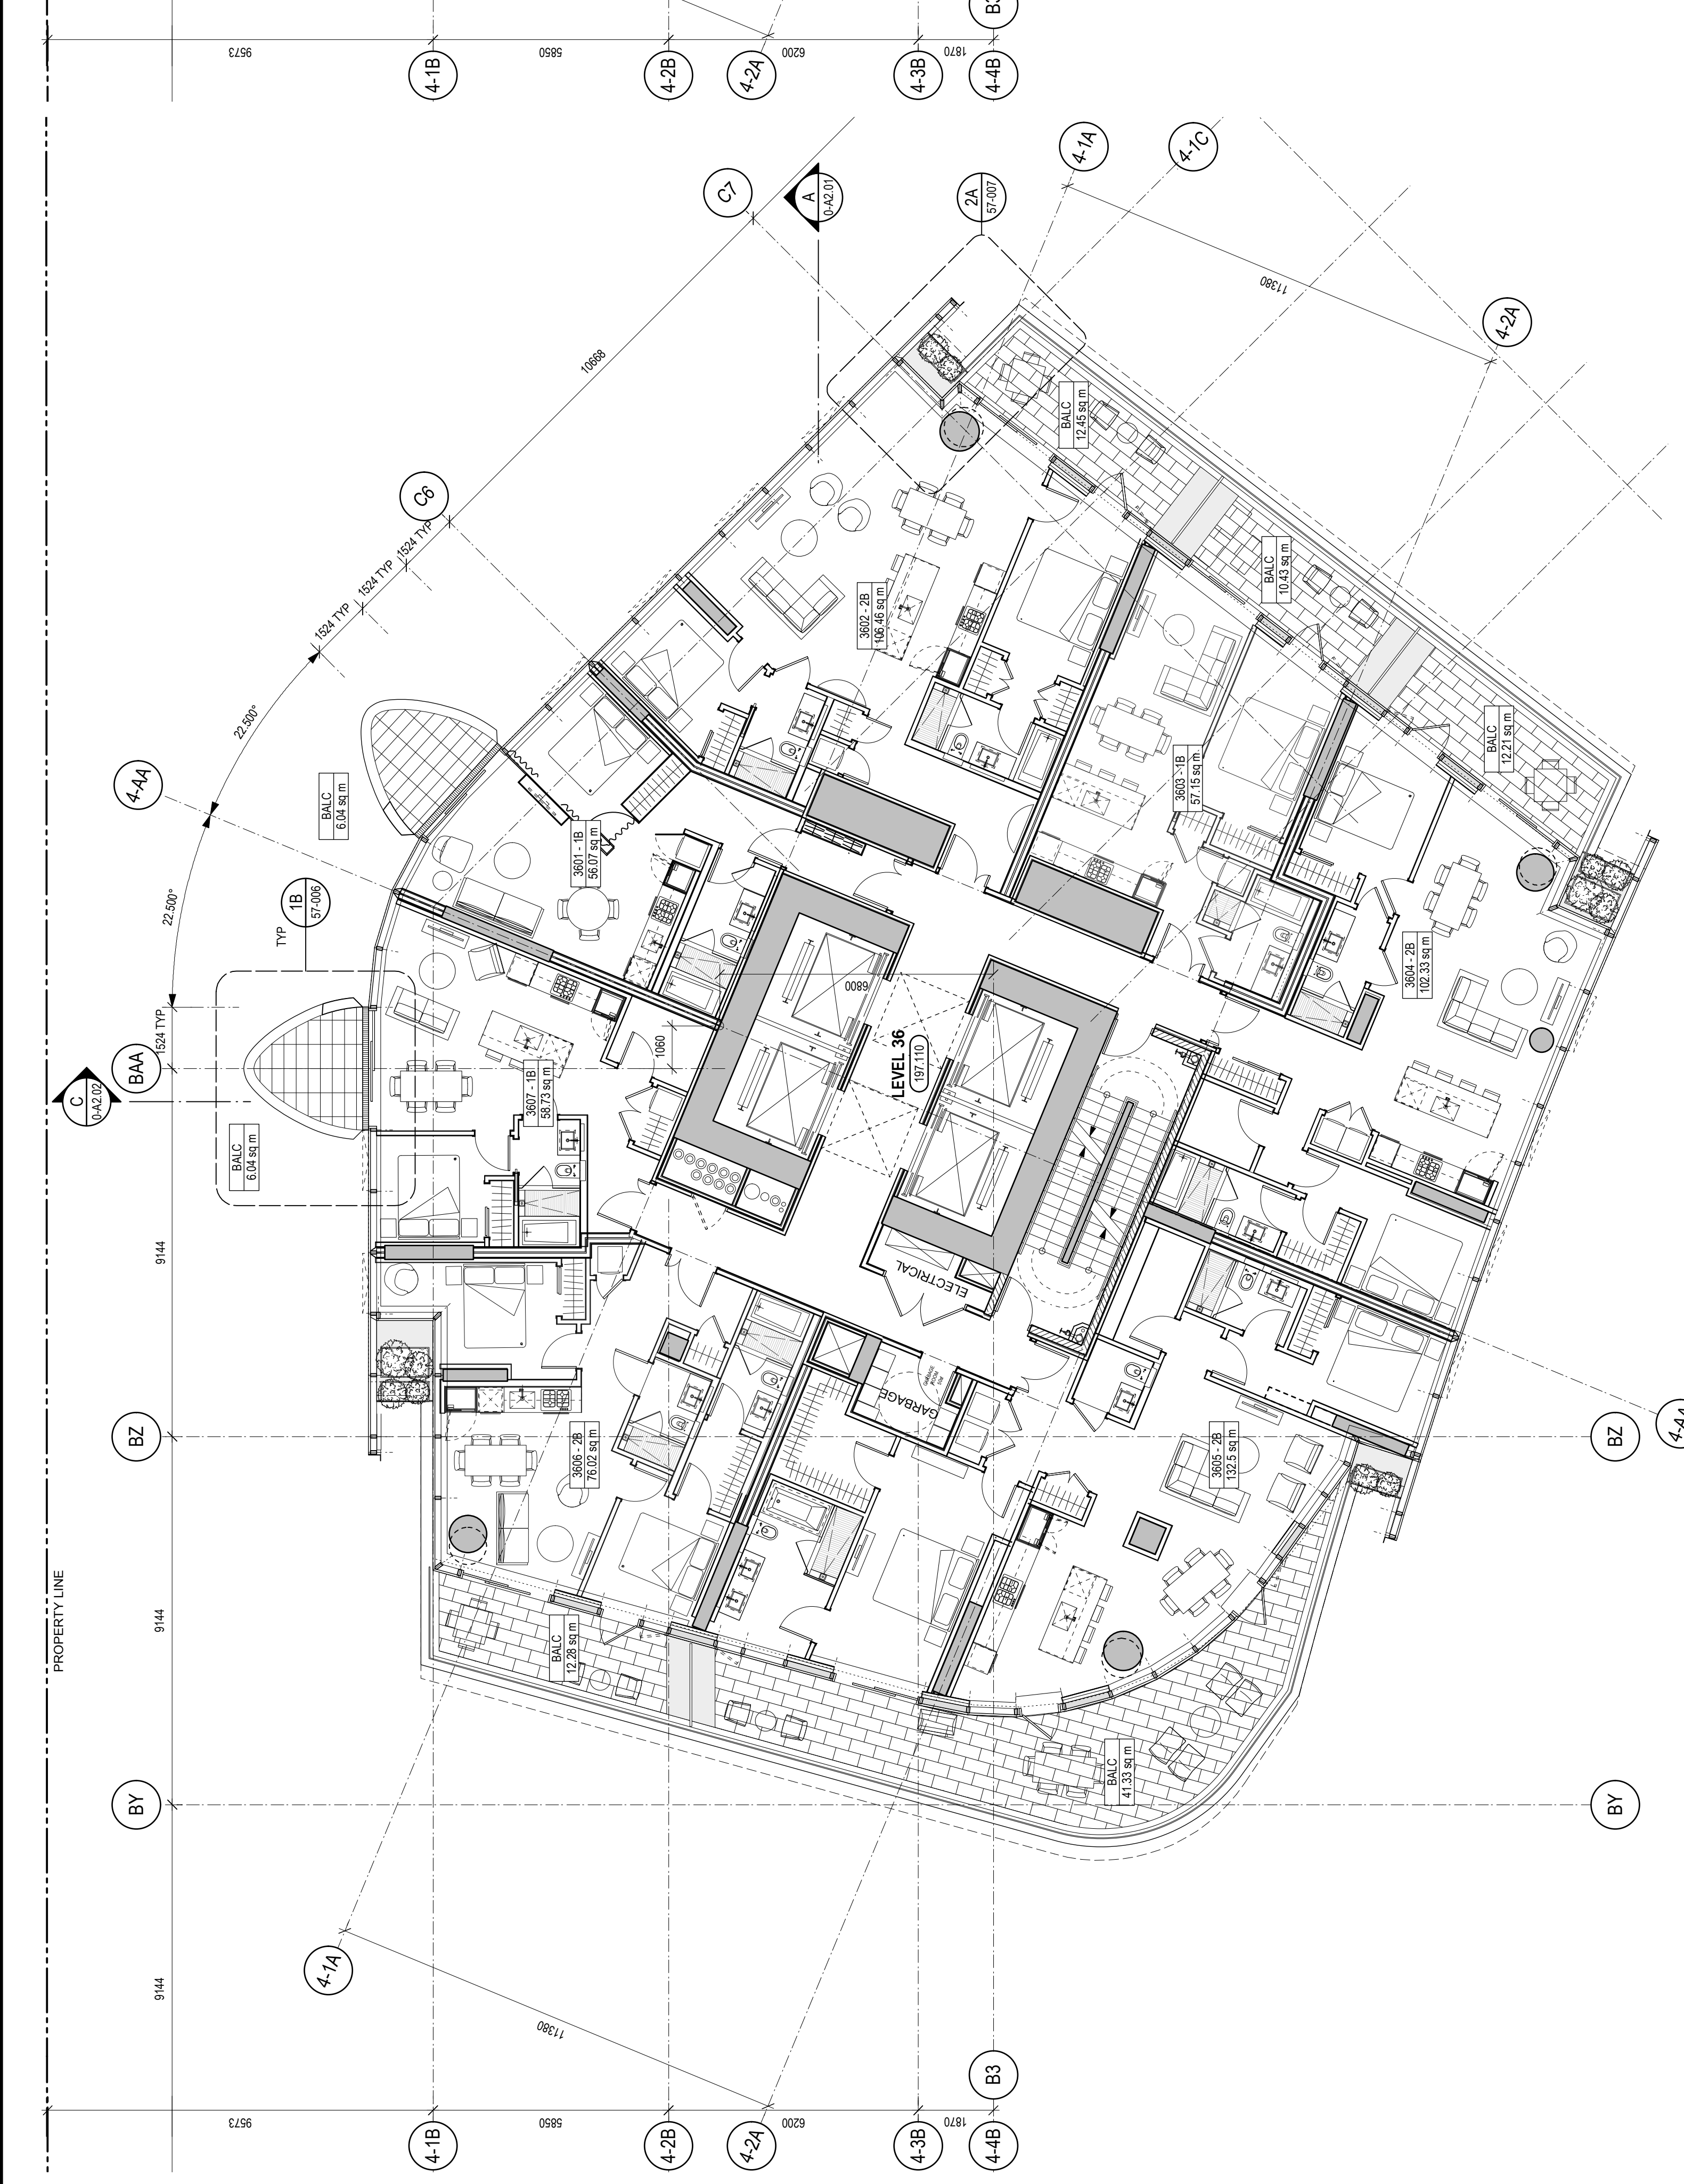 9573
4-1B
5850
4-2B
4-2A
6200
4-3B
1870
4-4B
B3
4-1A
4-1C
C7
A
0-A2.01
2A
57-007
10668
11380
4-2A
C6
1524 TYP
1524 TYP
1524 TYP
22.500°
22.500°
4-AA
1B
57-006
TYP
1524 TYP
BAA
C
0-A2.02
BALC
6.04 sq m
BALC
6.04 sq m
BALC
12.45 sq m
BALC
10.43 sq m
BALC
12.21 sq m
3602 - 2B
106.46 sq m
3603 - 1B
57.15 sq m
3601 - 1B
56.07 sq m
3604 - 2B
102.33 sq m
3607 - 1B
58.73 sq m
6800
1060
LEVEL 36
197.110
ELECTRICAL
GARBAGE
3606 - 2B
76.02 sq m
3605 - 2B
132.5 sq m
BALC
12.28 sq m
BALC
41.33 sq m
9144
BZ
BZ
4-AA
9144
PROPERTY LINE
BY
BY
9144
4-1A
11380
B3
9573
4-1B
5850
4-2B
4-2A
6200
4-3B
1870
4-4B